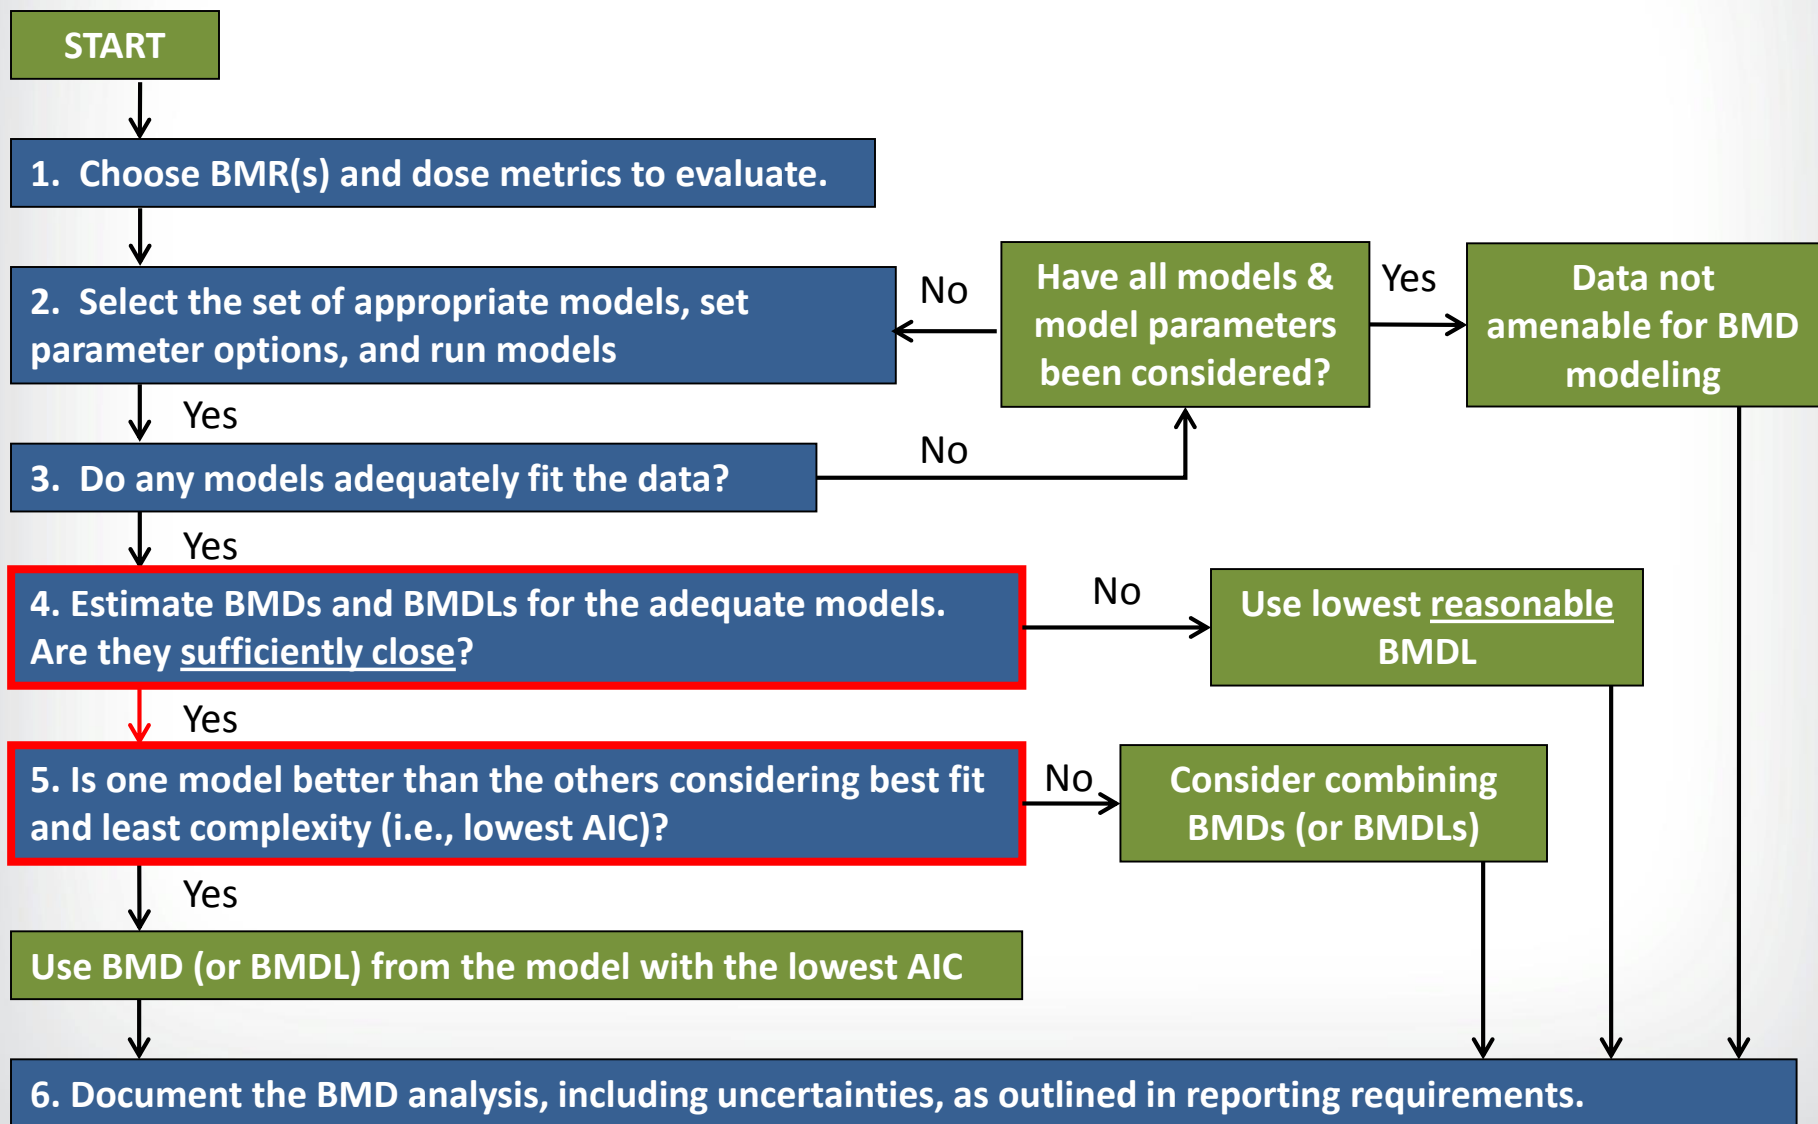 START
1. Choose BMR(s) and dose metrics to evaluate.
2. Select the set of appropriate models, set
parameter options, and run models
No
Have all models &
model parameters
been considered?
Yes
Data not
amenable for BMD
modeling
Yes
3. Do any models adequately fit the data?
No
Yes
4. Estimate BMDs and BMDLs for the adequate models.
Are they sufficiently close?
No
Use lowest reasonable
BMDL
Yes
5. Is one model better than the others considering best fit
and least complexity (i.e., lowest AIC)?
No
Consider combining
BMDs (or BMDLs)
Yes
Use BMD (or BMDL) from the model with the lowest AIC
6. Document the BMD analysis, including uncertainties, as outlined in reporting requirements.